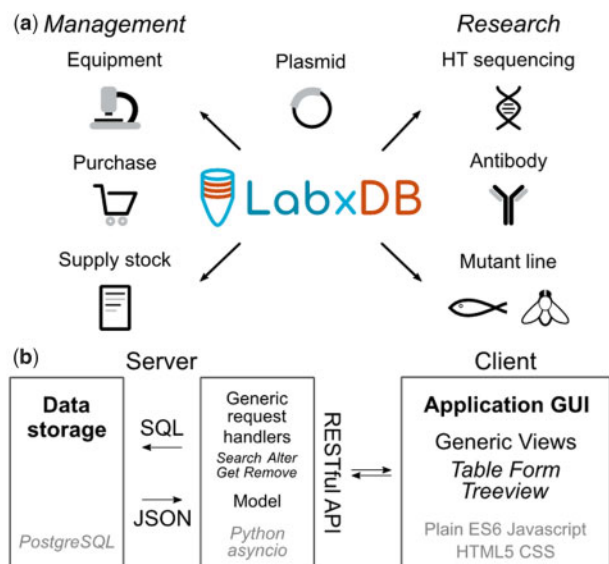 (a) Management
Research
Equipment
Plasmid
HT sequencing
Purchase
LabxDB
Antibody
Supply stock
Mutant line
(b)
Server
Client
Data
storage
PostgreSQL
SQL
JSON
Generic
request
handlers
Search Alter
Get Remove
Model
Python
asyncio
RESTful API
Application GUI
Generic Views
Table Form
Treeview
Plain ES6 Javascript
HTML5 CSS